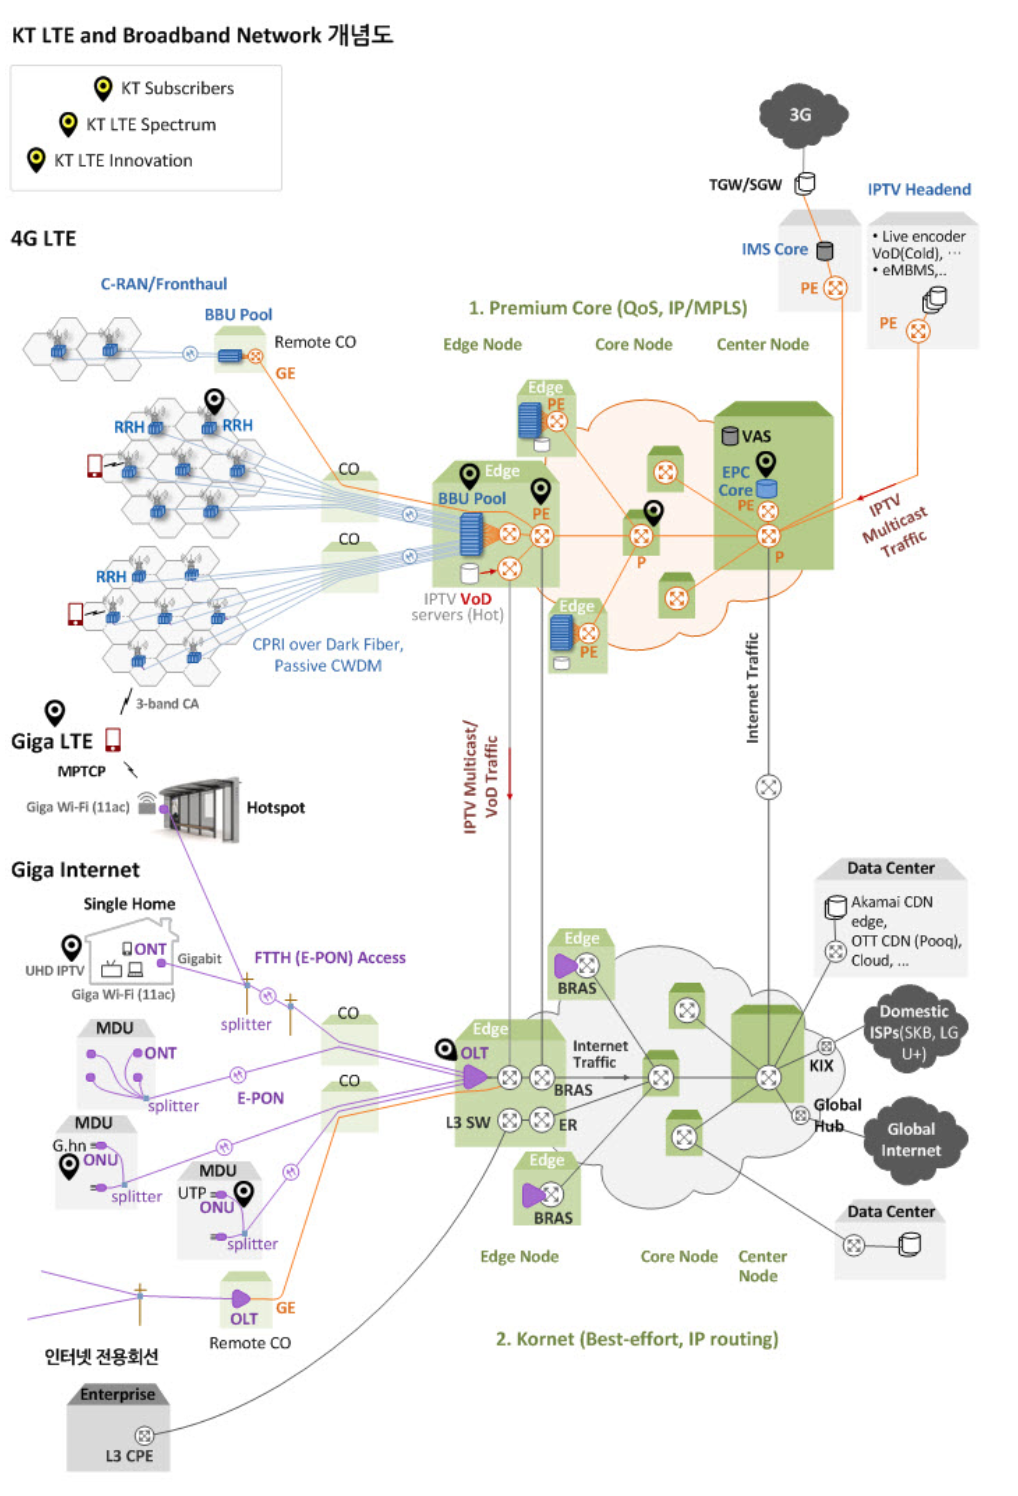 KT LTE and Broadband Network 개념도
KT Subscribers
KT LTE Spectrum
KT LTE Innovation
3G
TGW/SGW
IPTV Headend
• Live encoder
VoD(Cold), ...
• eMBMS,..
IMS Core
PE
PE
4G LTE
C-RAN/Fronthaul
BBU Pool
Remote CO
GE
1. Premium Core (QoS, IP/MPLS)
Edge Node
Core Node
Center Node
Edge
PE
RRH
RRH
VAS
CO
Edge
EPC
Core
BBU Pool
PE
PE
IPTV
Multicast
Traffic
P
P
CO
RRH
IPTV VoD
servers (Hot)
Edge
PE
CPRI over Dark Fiber,
Passive CWDM
3-band CA
Internet Traffic
Giga LTE
IPTV Multicast/
VoD Traffic
MPTCP
Giga Wi-Fi (11ac)
Hotspot
Giga Internet
Data Center
Akamai CDN
edge,
OTT CDN (Pooq),
Cloud, ...
Single Home
ONT
Gigabit
UHD IPTV
Giga Wi-Fi (11ac)
FTTH (E-PON) Access
Edge
BRAS
splitter
CO
MDU
ONT
splitter
E-PON
Edge
OLT
Internet
Traffic
BRAS
Domestic
ISPs(SKB, LG
U+)
KIX
CO
L3 SW
ER
Global
Hub
Global
Internet
MDU
G.hn
ONU
splitter
MDU
UTP
ONU
splitter
Edge
BRAS
Data Center
Edge Node
Core Node
Center
Node
GE
OLT
Remote CO
2. Kornet (Best-effort, IP routing)
인터넷 전용회선
Enterprise
L3 CPE